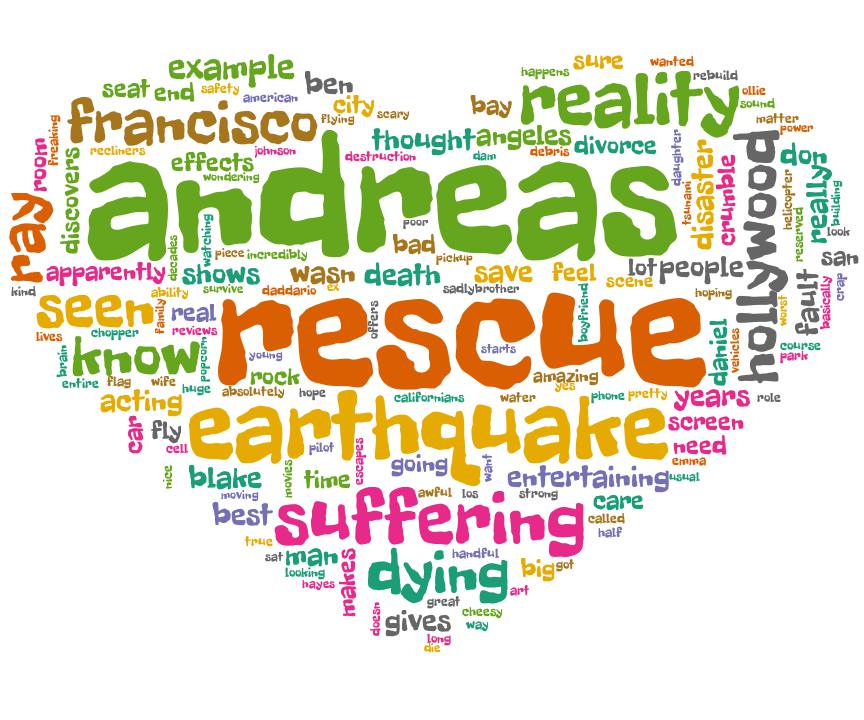 example
sure
wanted
happens
rebuild
seat
end
safety
ben
american
city
flying
scary
bay
reality
ollie
sound
matter
power
francisco
freaking
room
recliners
johnson
thought
angeles
divorce
destruction
dam
debris
daughter
effects
wondering
discovers
disaster
crumble
tsunami
hollywood
do
really
helicopter
reserved
building
look
andreas
ray
poor
bad
pickup
watching
decades
piece
incredibly
apparently
shows
wasn
death
save
feel
scene
lot
people
san
kind
ability
survive
daddario
ex
sadly
brother
hoping
fault
basically
crap
worst
seen
family
real
reviews
lives
chopper
rescue
offers
young
starts
boyfriend
daniel
vehicles
course
park
know
popcorn
brain
entire
flag
wife
huge
rock
absolutely
hope
californians
amazing
yes
water
phone
pretty
years
role
acting
earthquake
screen
need
emma
car
fly
cell
pilot
escapes
going
want
entertaining
usual
nice
blake
moving
movies
time
awful
los
strong
care
called
half
best
suffering
true
sat
man
looking
hayes
makes
dying
handful
big
got
art
doesn
gives
great
cheesy
way
long
die